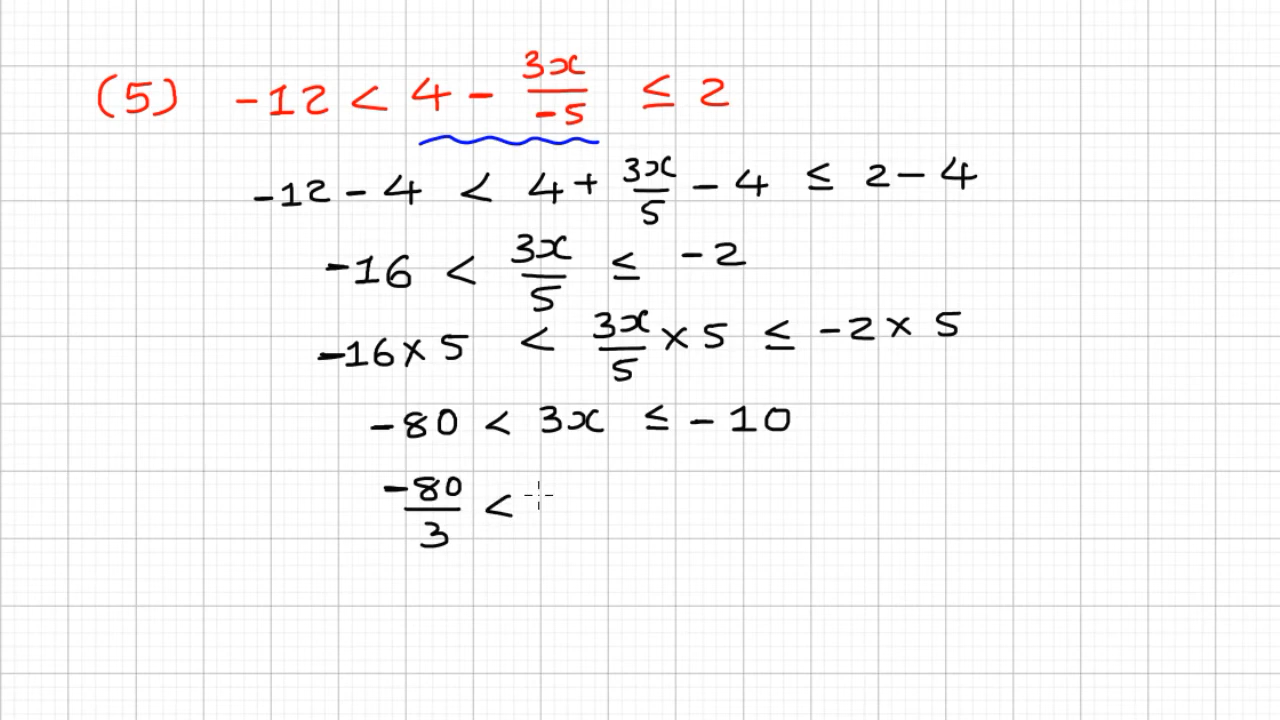 (5) -12 < 4 - 3x/-5 ≤ 2
-12 - 4 < 4 + 3x/5 - 4 ≤ 2 - 4
-16 < 3x/5 ≤ -2
-16 × 5 < 3x/5 × 5 ≤ -2 × 5
-80 < 3x ≤ -10
-80/3 <